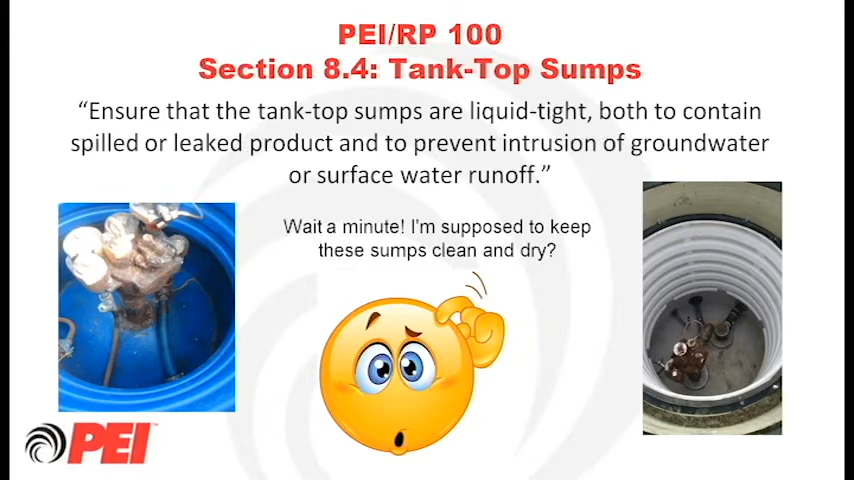 PEI/RP 100
Section 8.4: Tank-Top Sumps
“Ensure that the tank-top sumps are liquid-tight, both to contain
spilled or leaked product and to prevent intrusion of groundwater
or surface water runoff.”
Wait a minute! I'm supposed to keep
these sumps clean and dry?
PEI™